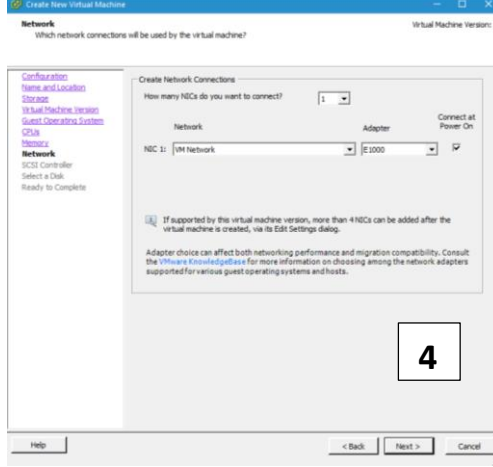 Create New Virtual Machine
Network
Which network connections will be used by the virtual machine?
Virtual Machine Version:
Configuration
Name and Location
Storage
Virtual Machine Version
Guest Operating System
CPUs
Memory
Network
SCSI Controller
Select a Disk
Ready to Complete
Create Network Connections
How many NICs do you want to connect? 1
Network Adapter Connect at Power On
NIC 1: VM Network E1000
If supported by this virtual machine version, more than 4 NICs can be added after the
virtual machine is created, via its Edit Settings dialog.
Adapter choice can affect both networking performance and migration compatibility. Consult
the VMware KnowledgeBase for more information on choosing among the network adapters
supported for various guest operating systems and hosts.
4
Help < Back Next > Cancel